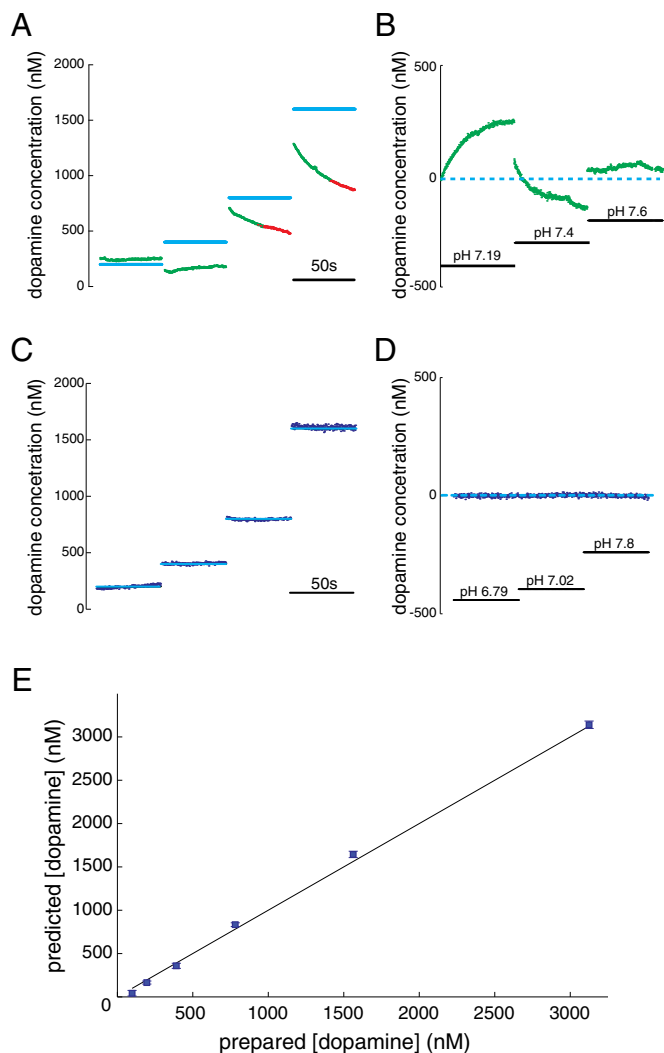 A
dopamine concentration (nM)
2000
1500
1000
500
0
50s
B
dopamine concentration (nM)
500
0
-500
pH 7.19
pH 7.4
pH 7.6
C
dopamine concetration (nM)
2000
1500
1000
500
0
50s
D
dopamine concentration (nM)
500
0
-500
pH 6.79
pH 7.02
pH 7.8
E
predicted [dopamine] (nM)
3000
2500
2000
1500
1000
500
0
500
1000
1500
2000
2500
3000
prepared [dopamine] (nM)